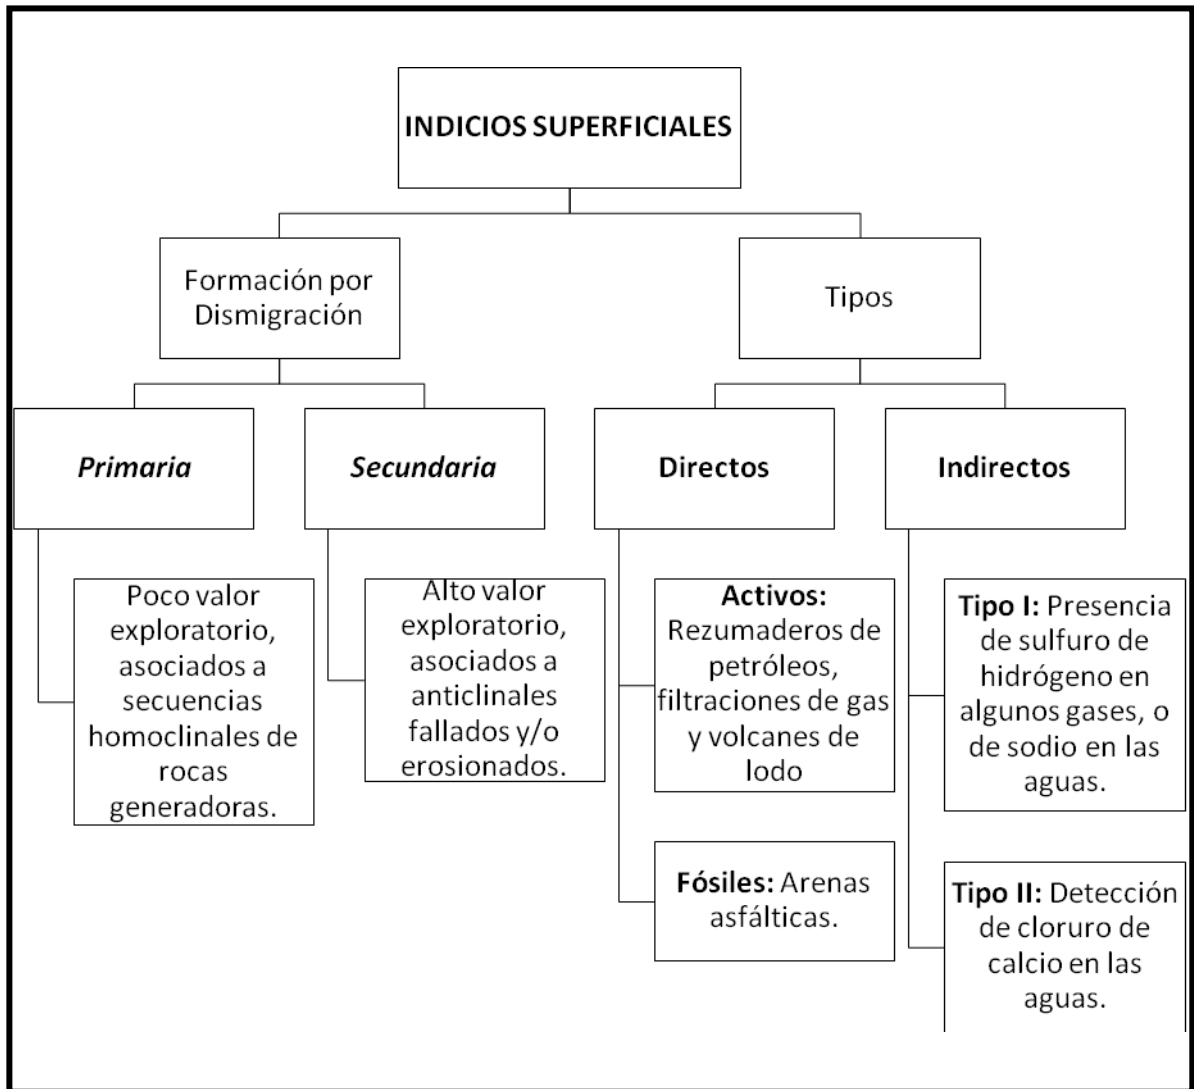 INDICIOS SUPERFICIALES
Formación por
Dismigración
Tipos
Primaria
Secundaria
Directos
Indirectos
Poco valor
exploratorio,
asociados a
secuencias
homoclinales de
rocas
generadoras.
Alto valor
exploratorio,
asociados a
anticlinales
fallados y/o
erosionados.
Activos:
Rezumaderos de
petróleos,
filtraciones de gas
y volcanes de
lodo
Fósiles: Arenas
asfálticas.
Tipo I: Presencia
de sulfuro de
hidrógeno en
algunos gases, o
de sodio en las
aguas.
Tipo II: Detección
de cloruro de
calcio en las
aguas.